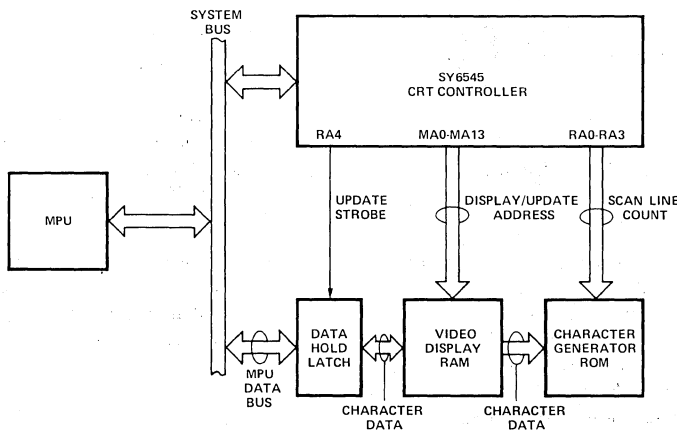 SYSTEM
BUS
SY6545
CRT CONTROLLER
RA4
MA0-MA13
RA0-RA3
MPU
UPDATE
STROBE
DISPLAY/UPDATE
ADDRESS
SCAN LINE
COUNT
DATA
HOLD
LATCH
VIDEO
DISPLAY
RAM
CHARACTER
GENERATOR
ROM
MPU
DATA
BUS
CHARACTER
DATA
CHARACTER
DATA